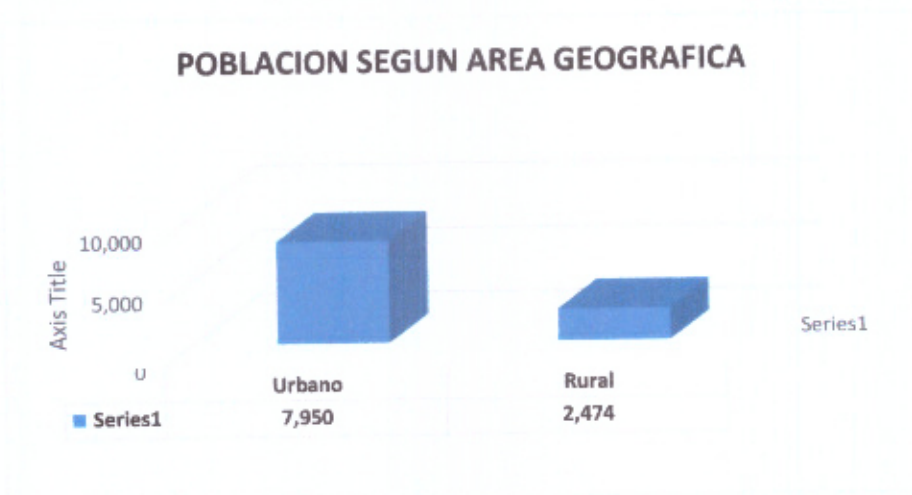 POBLACION SEGUN AREA GEOGRAFICA
10,000
5,000
0
Axis Title
Series1
Urbano
Rural
Series1
7,950
2,474